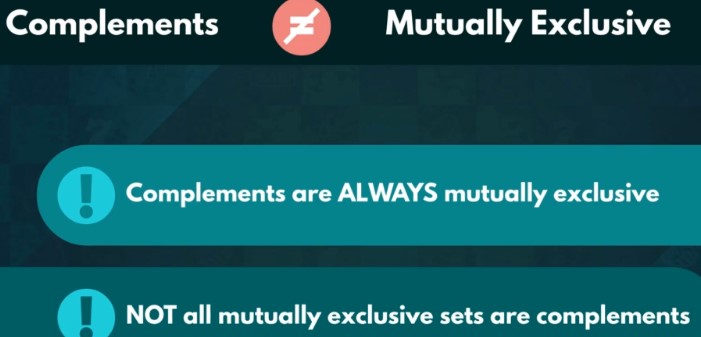 Complements ≠ Mutually Exclusive
! Complements are ALWAYS mutually exclusive
! NOT all mutually exclusive sets are complements